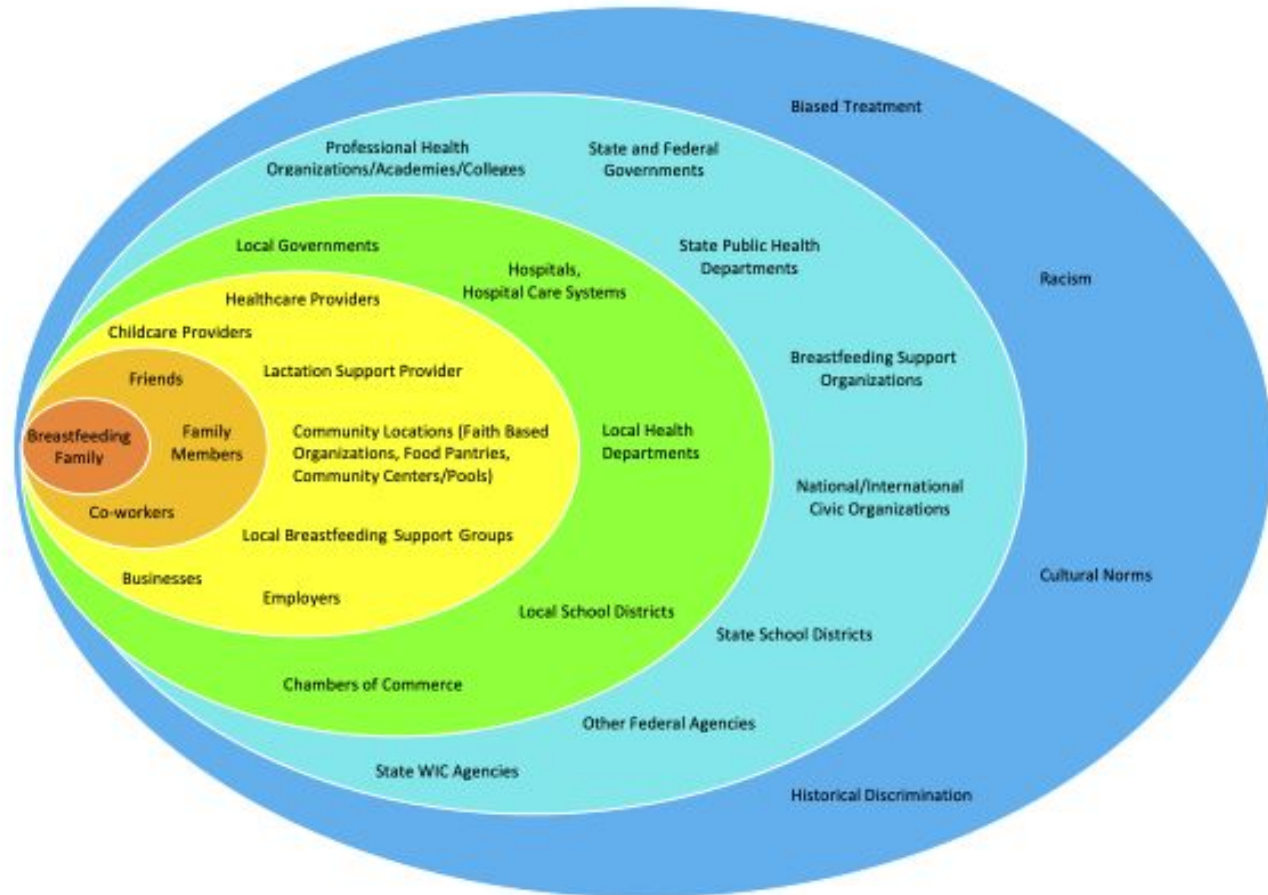 Biased Treatment
Professional Health
Organizations/Academies/Colleges
State and Federal
Governments
Local Governments
State Public Health
Departments
Hospitals,
Hospital Care Systems
Racism
Healthcare Providers
Childcare Providers
Breastfeeding Support
Organizations
Friends
Lactation Support Provider
Breastfeeding
Family
Family
Members
Community Locations (Faith Based
Organizations, Food Pantries,
Community Centers/Pools)
Local Health
Departments
National/International
Civic Organizations
Co-workers
Local Breastfeeding Support Groups
Businesses
Employers
Cultural Norms
Local School Districts
State School Districts
Chambers of Commerce
Other Federal Agencies
State WIC Agencies
Historical Discrimination